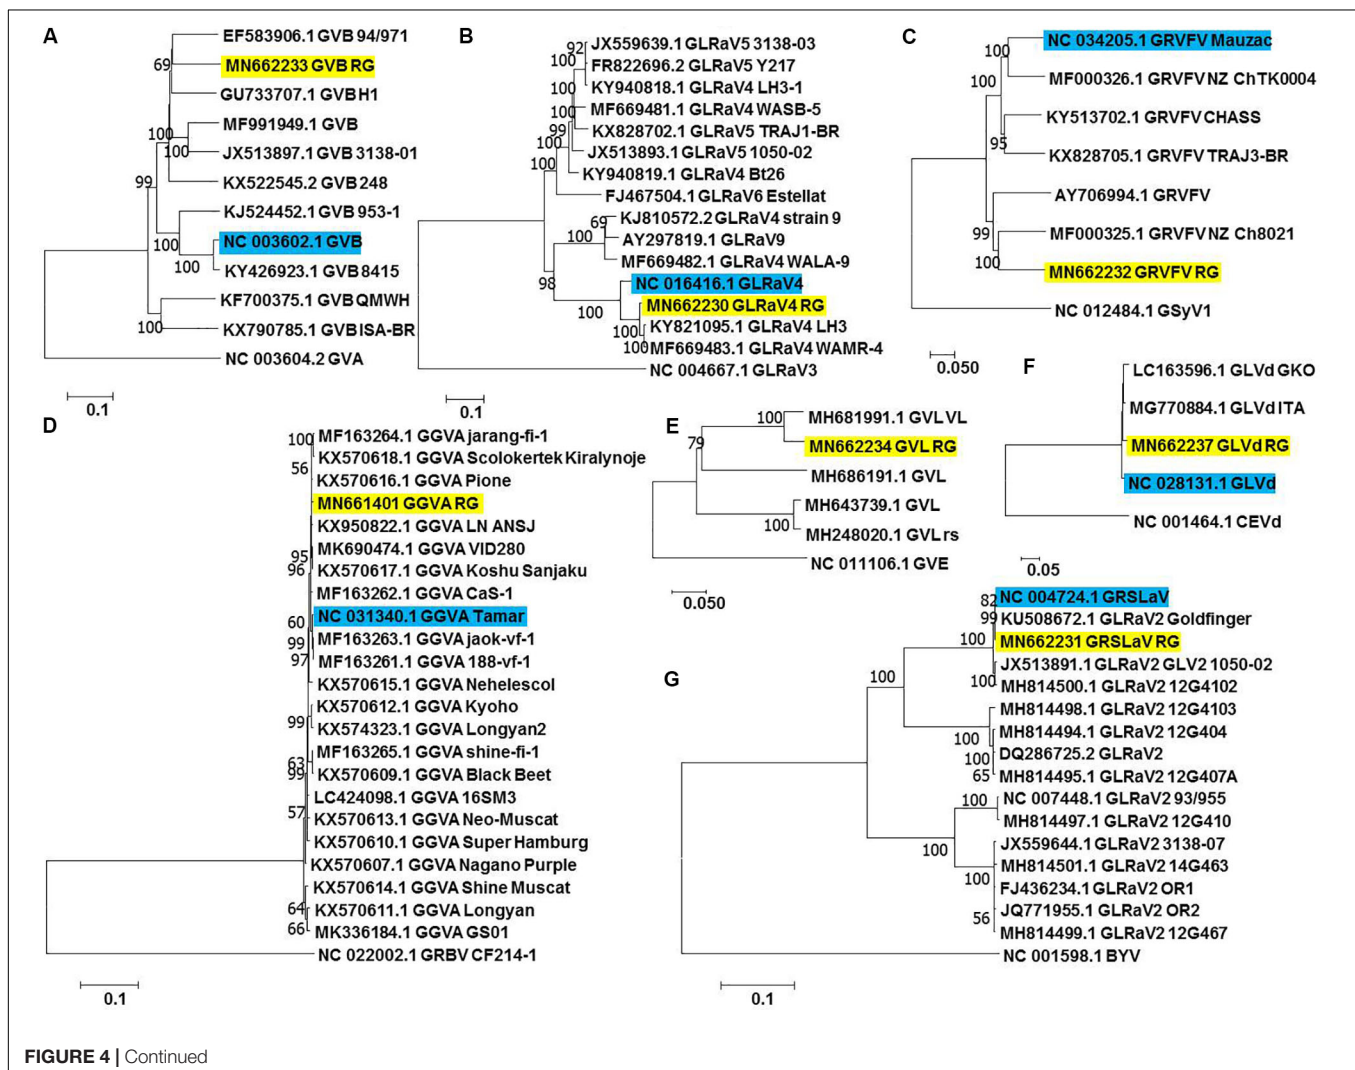 A
EF583906.1 GVB 94/971
MN662233 GVB RG
GU733707.1 GVB H1
MF991949.1 GVB
JX513897.1 GVB 3138-01
KX522545.2 GVB 248
KJ524452.1 GVB 953-1
NC 003602.1 GVB
KY426923.1 GVB 8415
KF700375.1 GVB QMWH
KX790785.1 GVB ISA-BR
NC 003604.2 GVA
69
100
100
99
100
100
100
0.1
B
JX559639.1 GLRaV5 3138-03
FR822696.2 GLRaV5 Y217
KY940818.1 GLRaV4 LH3-1
MF669481.1 GLRaV4 WASB-5
KX828702.1 GLRaV5 TRAJ1-BR
JX513893.1 GLRaV5 1050-02
KY940819.1 GLRaV4 Bt26
FJ467504.1 GLRaV6 Estellat
KJ810572.2 GLRaV4 strain 9
AY297819.1 GLRaV9
MF669482.1 GLRaV4 WALA-9
NC 016416.1 GLRaV4
MN662230 GLRaV4 RG
KY821095.1 GLRaV4 LH3
MF669483.1 GLRaV4 WAMR-4
NC 004667.1 GLRaV3
92
100
100
99
100
100
69
100
98
100
100
100
0.1
C
NC 034205.1 GRVFV Mauzac
MF000326.1 GRVFV NZ ChTK0004
KY513702.1 GRVFV CHASS
KX828705.1 GRVFV TRAJ3-BR
AY706994.1 GRVFV
MF000325.1 GRVFV NZ Ch8021
MN662232 GRVFV RG
NC 012484.1 GSyV1
100
100
95
99
100
0.050
D
MF163264.1 GGVA jarang-fi-1
KX570618.1 GGVA Scolokertek Kiralynoje
KX570616.1 GGVA Pione
MN661401 GGVA RG
KX950822.1 GGVA LN ANSJ
MK690474.1 GGVA VID280
KX570617.1 GGVA Koshu Sanjaku
MF163262.1 GGVA CaS-1
NC 031340.1 GGVA Tamar
MF163263.1 GGVA jaok-vf-1
MF163261.1 GGVA 188-vf-1
KX570615.1 GGVA Nehelescol
KX570612.1 GGVA Kyoho
KX574323.1 GGVA Longyan2
MF163265.1 GGVA shine-fi-1
KX570609.1 GGVA Black Beet
LC424098.1 GGVA 16SM3
KX570613.1 GGVA Neo-Muscat
KX570610.1 GGVA Super Hamburg
KX570607.1 GGVA Nagano Purple
KX570614.1 GGVA Shine Muscat
KX570611.1 GGVA Longyan
MK336184.1 GGVA GS01
NC 022002.1 GRBV CF214-1
100
56
95
96
60
99
97
99
63
99
57
64
66
0.1
E
MH681991.1 GVL VL
MN662234 GVL RG
MH686191.1 GVL
MH643739.1 GVL
MH248020.1 GVL rs
NC 011106.1 GVE
100
79
100
0.050
F
LC163596.1 GLVd GKO
MG770884.1 GLVd ITA
MN662237 GLVd RG
NC 028131.1 GLVd
NC 001464.1 CEVd
0.05
G
NC 004724.1 GRSLaV
KU508672.1 GLRaV2 Goldfinger
MN662231 GRSLaV RG
JX513891.1 GLRaV2 GLV2 1050-02
MH814500.1 GLRaV2 12G4102
MH814498.1 GLRaV2 12G4103
MH814494.1 GLRaV2 12G404
DQ286725.2 GLRaV2
MH814495.1 GLRaV2 12G407A
NC 007448.1 GLRaV2 93/955
MH814497.1 GLRaV2 12G410
JX559644.1 GLRaV2 3138-07
MH814501.1 GLRaV2 14G463
FJ436234.1 GLRaV2 OR1
JQ771955.1 GLRaV2 OR2
MH814499.1 GLRaV2 12G467
NC 001598.1 BYV
82
99
100
100
100
100
100
65
100
100
100
56
0.1
FIGURE 4 | Continued